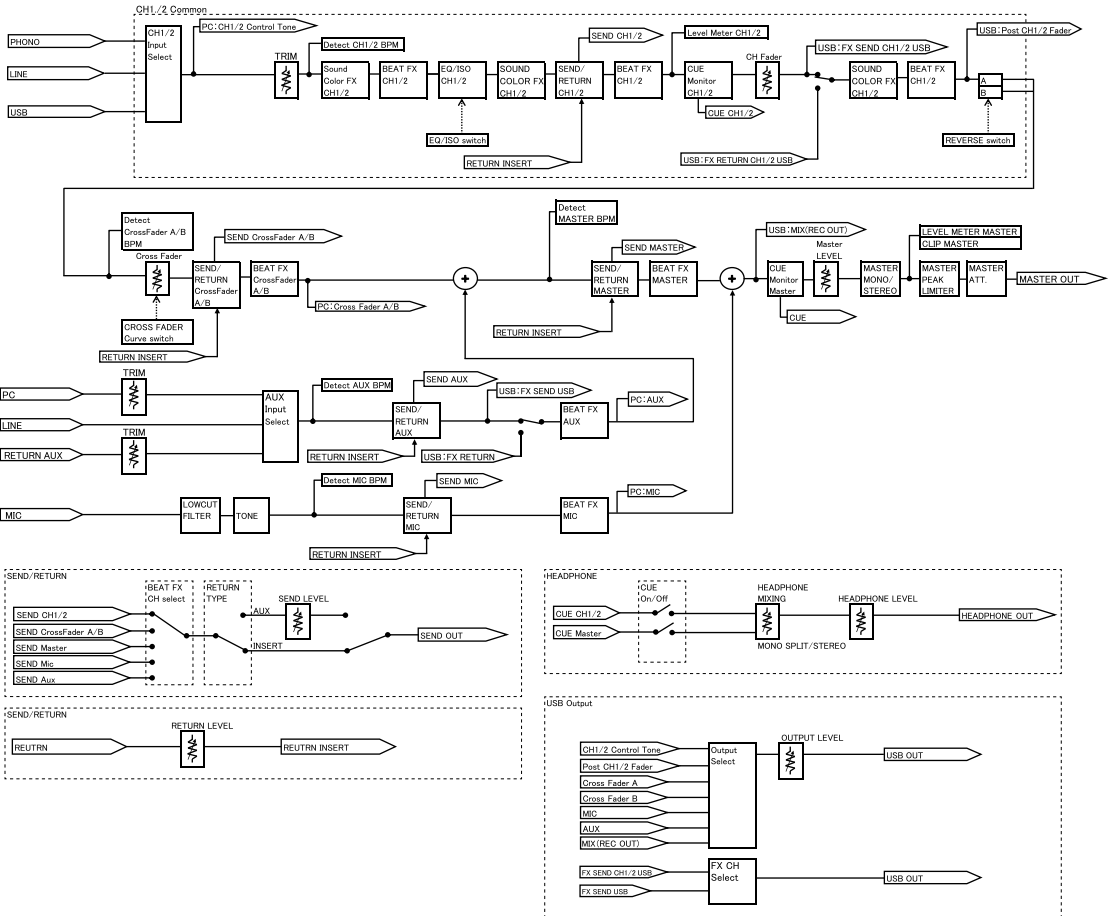 CH1./2 Common
PHONO
LINE
USB
CH1/2
Input
Select
PC:CH1/2 Control Tone
TRIM
Detect CH1/2 BPM
Sound
Color FX
CH1/2
BEAT FX
CH1/2
EQ/ISO
CH1/2
EQ/ISO switch
SOUND
COLOR FX
CH1/2
SEND CH1/2
SEND/
RETURN
CH1/2
RETURN INSERT
BEAT FX
CH1/2
Level Meter CH1/2
CUE
Monitor
CH1/2
CUE CH1/2
CH Fader
USB:FX SEND CH1/2 USB
USB:FX RETURN CH1/2 USB
SOUND
COLOR FX
CH1/2
BEAT FX
CH1/2
USB:Post CH1/2 Fader
A
B
REVERSE switch
Detect
CrossFader A/B
BPM
Cross Fader
CROSS FADER
Curve switch
SEND CrossFader A/B
SEND/
RETURN
CrossFader
A/B
RETURN INSERT
BEAT FX
CrossFader
A/B
PC:Cross Fader A/B
+
Detect
MASTER BPM
SEND MASTER
SEND/
RETURN
MASTER
RETURN INSERT
BEAT FX
MASTER
+
USB:MIX(REC OUT)
CUE
Monitor
Master
CUE
Master
LEVEL
MASTER
MONO/
STEREO
LEVEL METER MASTER
CLIP MASTER
MASTER
PEAK
LIMITER
MASTER
ATT.
MASTER OUT
PC
LINE
RETURN AUX
TRIM
TRIM
AUX
Input
Select
Detect AUX BPM
SEND AUX
SEND/
RETURN
AUX
RETURN INSERT
USB:FX SEND USB
USB:FX RETURN
BEAT FX
AUX
PC:AUX
MIC
LOWCUT
FILTER
TONE
Detect MIC BPM
SEND MIC
SEND/
RETURN
MIC
RETURN INSERT
BEAT FX
MIC
PC:MIC
SEND/RETURN
SEND CH1/2
SEND CrossFader A/B
SEND Master
SEND Mic
SEND Aux
BEAT FX
CH select
RETURN
TYPE
AUX
INSERT
SEND LEVEL
SEND OUT
SEND/RETURN
REUTRN
RETURN LEVEL
REUTRN INSERT
HEADPHONE
CUE CH1/2
CUE Master
CUE
On/Off
HEADPHONE
MIXING
MONO SPLIT/STEREO
HEADPHONE LEVEL
HEADPHONE OUT
USB Output
CH1/2 Control Tone
Post CH1/2 Fader
Cross Fader A
Cross Fader B
MIC
AUX
MIX(REC OUT)
Output
Select
OUTPUT LEVEL
USB OUT
FX SEND CH1/2 USB
FX SEND USB
FX CH
Select
USB OUT